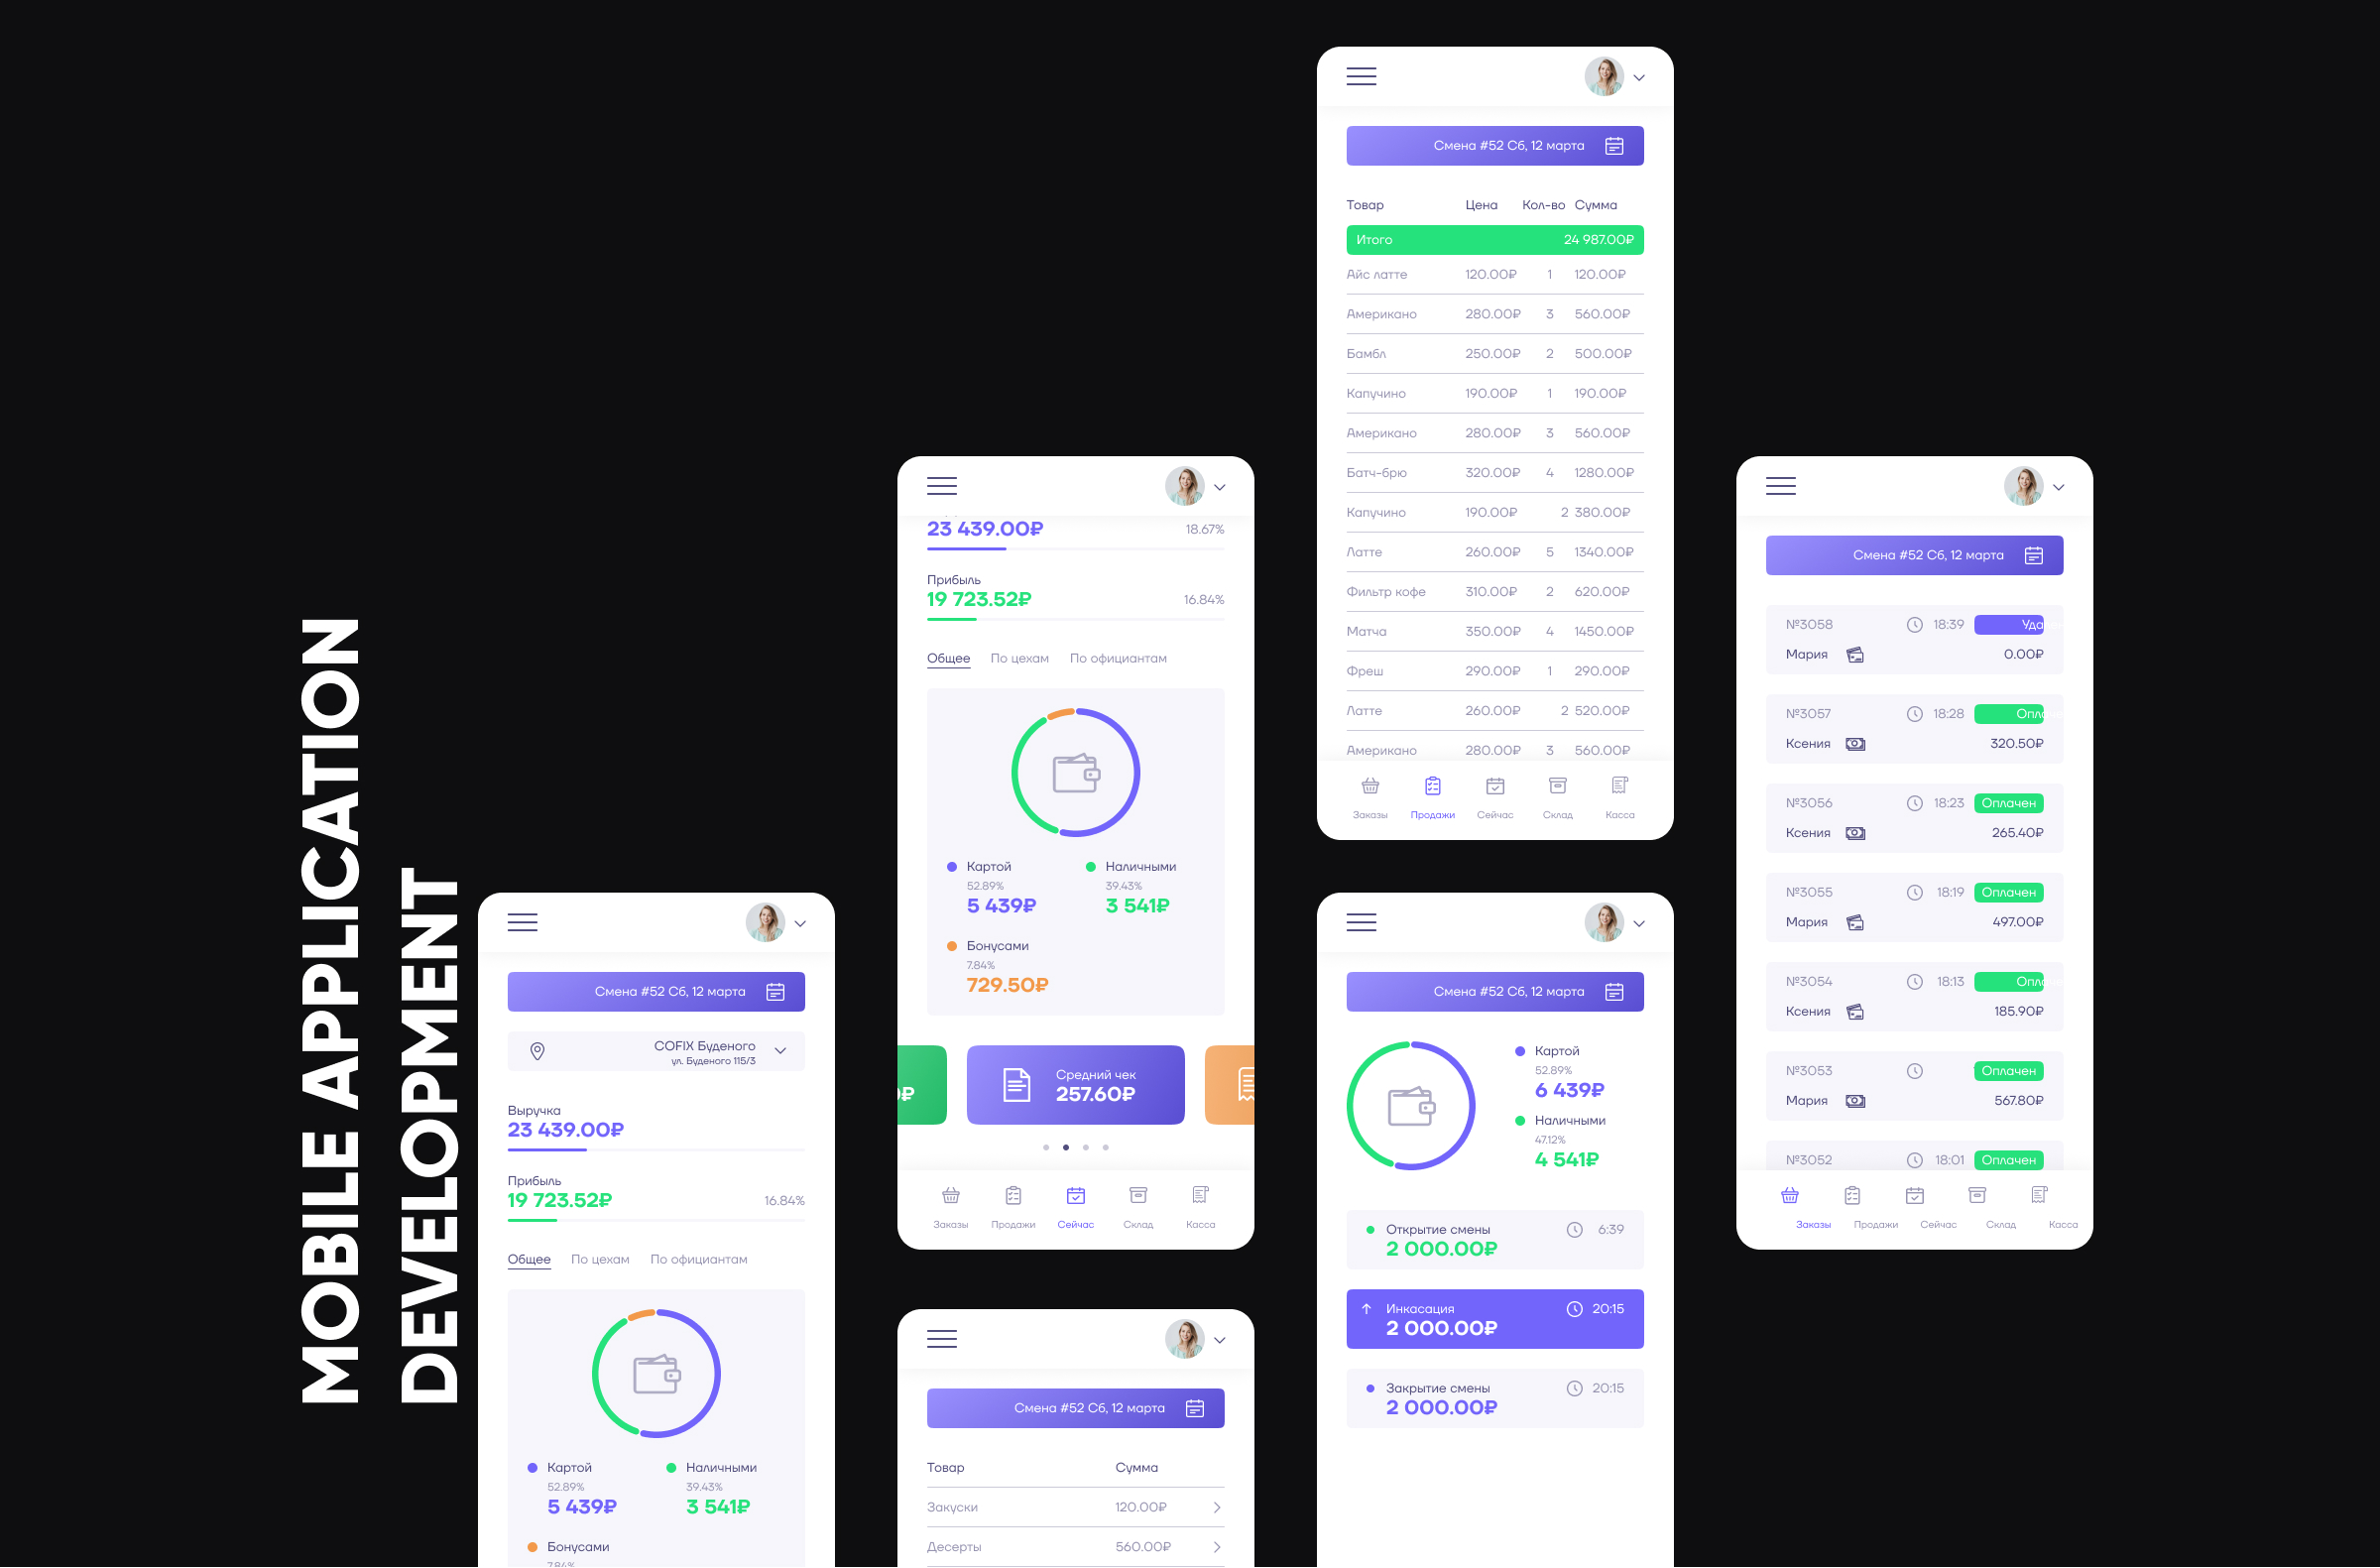 MOBILE APPLICATION
DEVELOPMENT
Смена #52 Сб, 12 марта
COFIX Буденого
ул. Буденого 115/3
Выручка
23 439.00₽
Прибыль
19 723.52₽ 16.84%
Общее По цехам По официантам
Картой Наличными
52.89% 39.43%
5 439₽ 3 541₽
Бонусами
7.84%
23 439.00₽ 18.67%
Прибыль
19 723.52₽ 16.84%
Общее По цехам По официантам
Картой Наличными
52.89% 39.43%
5 439₽ 3 541₽
Бонусами
7.84%
729.50₽
Средний чек
₽ 257.60₽
Заказы Продажи Сейчас Склад Касса
Смена #52 Сб, 12 марта
Товар Сумма
Закуски 120.00₽
Десерты 560.00₽
Смена #52 Сб, 12 марта
Товар Цена Кол-во Сумма
Итого 24 987.00₽
Айс латте 120.00₽ 1 120.00₽
Американо 280.00₽ 3 560.00₽
Бамбл 250.00₽ 2 500.00₽
Капучино 190.00₽ 1 190.00₽
Американо 280.00₽ 3 560.00₽
Батч-брю 320.00₽ 4 1280.00₽
Капучино 190.00₽ 2 380.00₽
Латте 260.00₽ 5 1340.00₽
Фильтр кофе 310.00₽ 2 620.00₽
Матча 350.00₽ 4 1450.00₽
Фреш 290.00₽ 1 290.00₽
Латте 260.00₽ 2 520.00₽
Американо 280.00₽ 3 560.00₽
Заказы Продажи Сейчас Склад Касса
Смена #52 Сб, 12 марта
Картой
52.89%
6 439₽
Наличными
47.12%
4 541₽
Открытие смены 6:39
2 000.00₽
Инкасация 20:15
2 000.00₽
Закрытие смены 20:15
2 000.00₽
Смена #52 Сб, 12 марта
№3058 18:39 Уда
Мария 0.00₽
№3057 18:28 Опл
Ксения 320.50₽
№3056 18:23 Оплачен
Ксения 265.40₽
№3055 18:19 Оплачен
Мария 497.00₽
№3054 18:13 Опл
Ксения 185.90₽
№3053 Оплачен
Мария 567.80₽
№3052 18:01 Оплачен
Заказы Продажи Сейчас Склад Касса